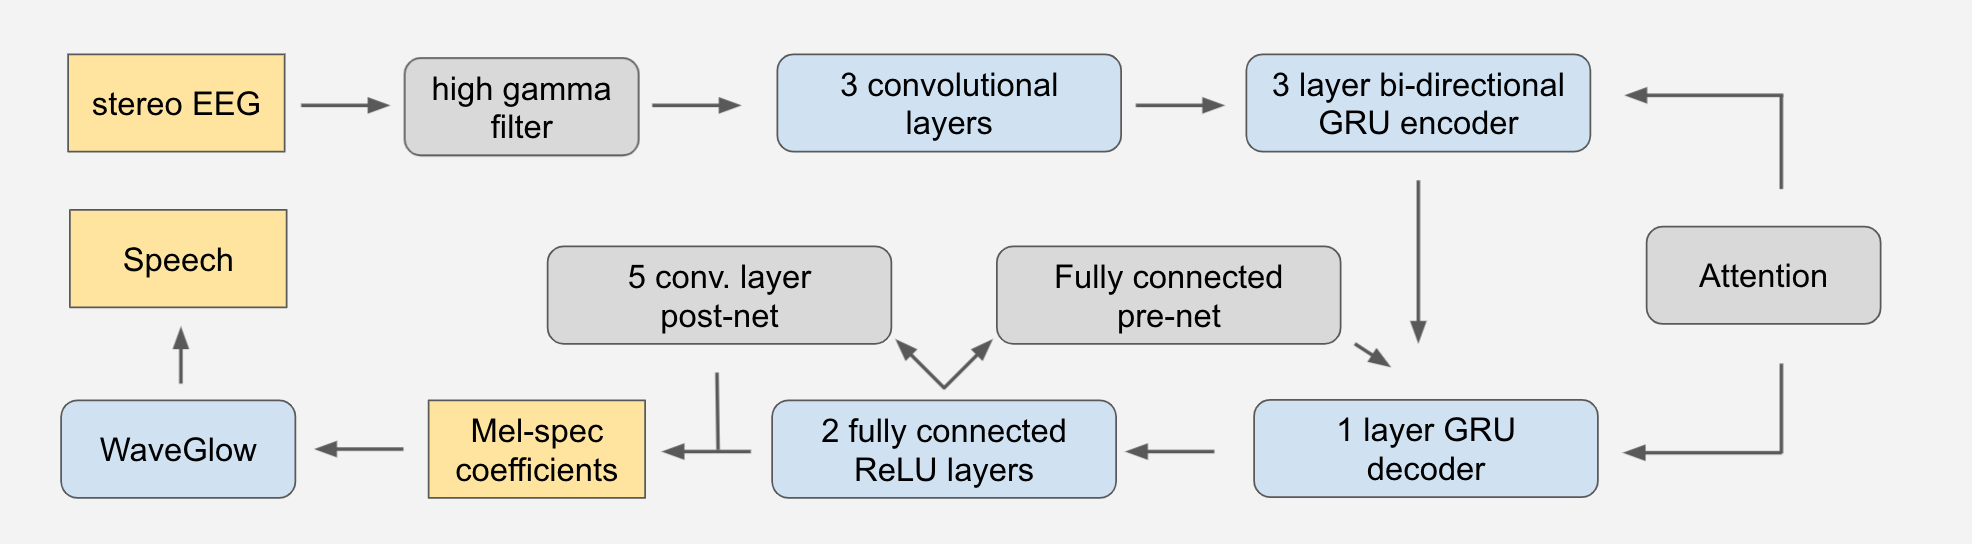 stereo EEG
high gamma
filter
3 convolutional
layers
3 layer bi-directional
GRU encoder
Speech
5 conv. layer
post-net
Fully connected
pre-net
Attention
WaveGlow
Mel-spec
coefficients
2 fully connected
ReLU layers
1 layer GRU
decoder